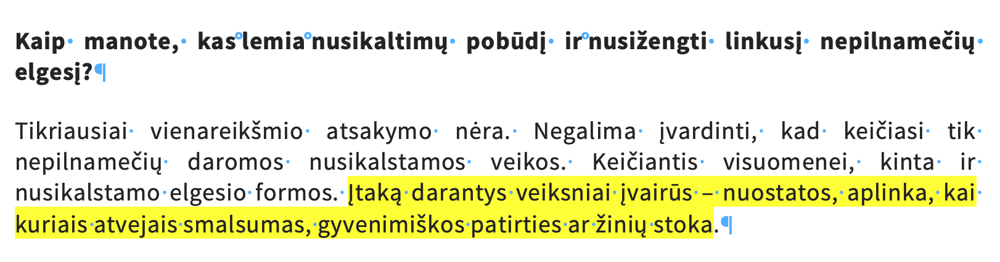 Kaip manote, kas lemia nusikaltimų pobūdį ir nusižengti linkusį nepilnamečių
elgesį?
Tikriausiai vienareikšmio atsakymo nėra. Negalima įvardinti, kad keičiasi tik
nepilnamečių daromos nusikalstamos veikos. Keičiantis visuomenei, kinta ir
nusikalstamo elgesio formos. Įtaką darantys veiksniai įvairūs – nuostatos, aplinka, kai
kuriais atvejais smalsumas, gyvenimiškos patirties ar žinių stoka.